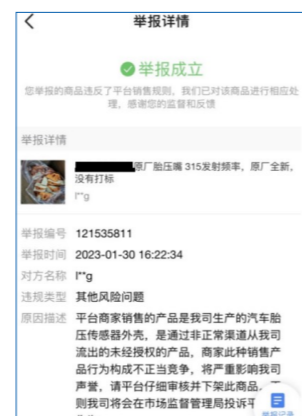 举报详情
举报成立
您举报的商品违反了平台销售规则，我们已对该商品进行相应处
理，感谢您的监督和反馈
举报详情
原厂胎压嘴 315发射频率，原厂全新，
没有打标
l**g
举报编号 121535811
举报时间 2023-01-30 16:22:34
对方名称 l**g
违规类型 其他风险问题
原因描述 平台商家销售的产品是我司生产的汽车胎
压传感器外壳，是通过非正常渠道从我司
流出的未经授权的产品，商家此种销售产
品行为构成不正当竞争，将严重影响我司
声誉，请平台仔细审核并下架此商品，
则我司将会在市场监督管理局投诉
举报记录